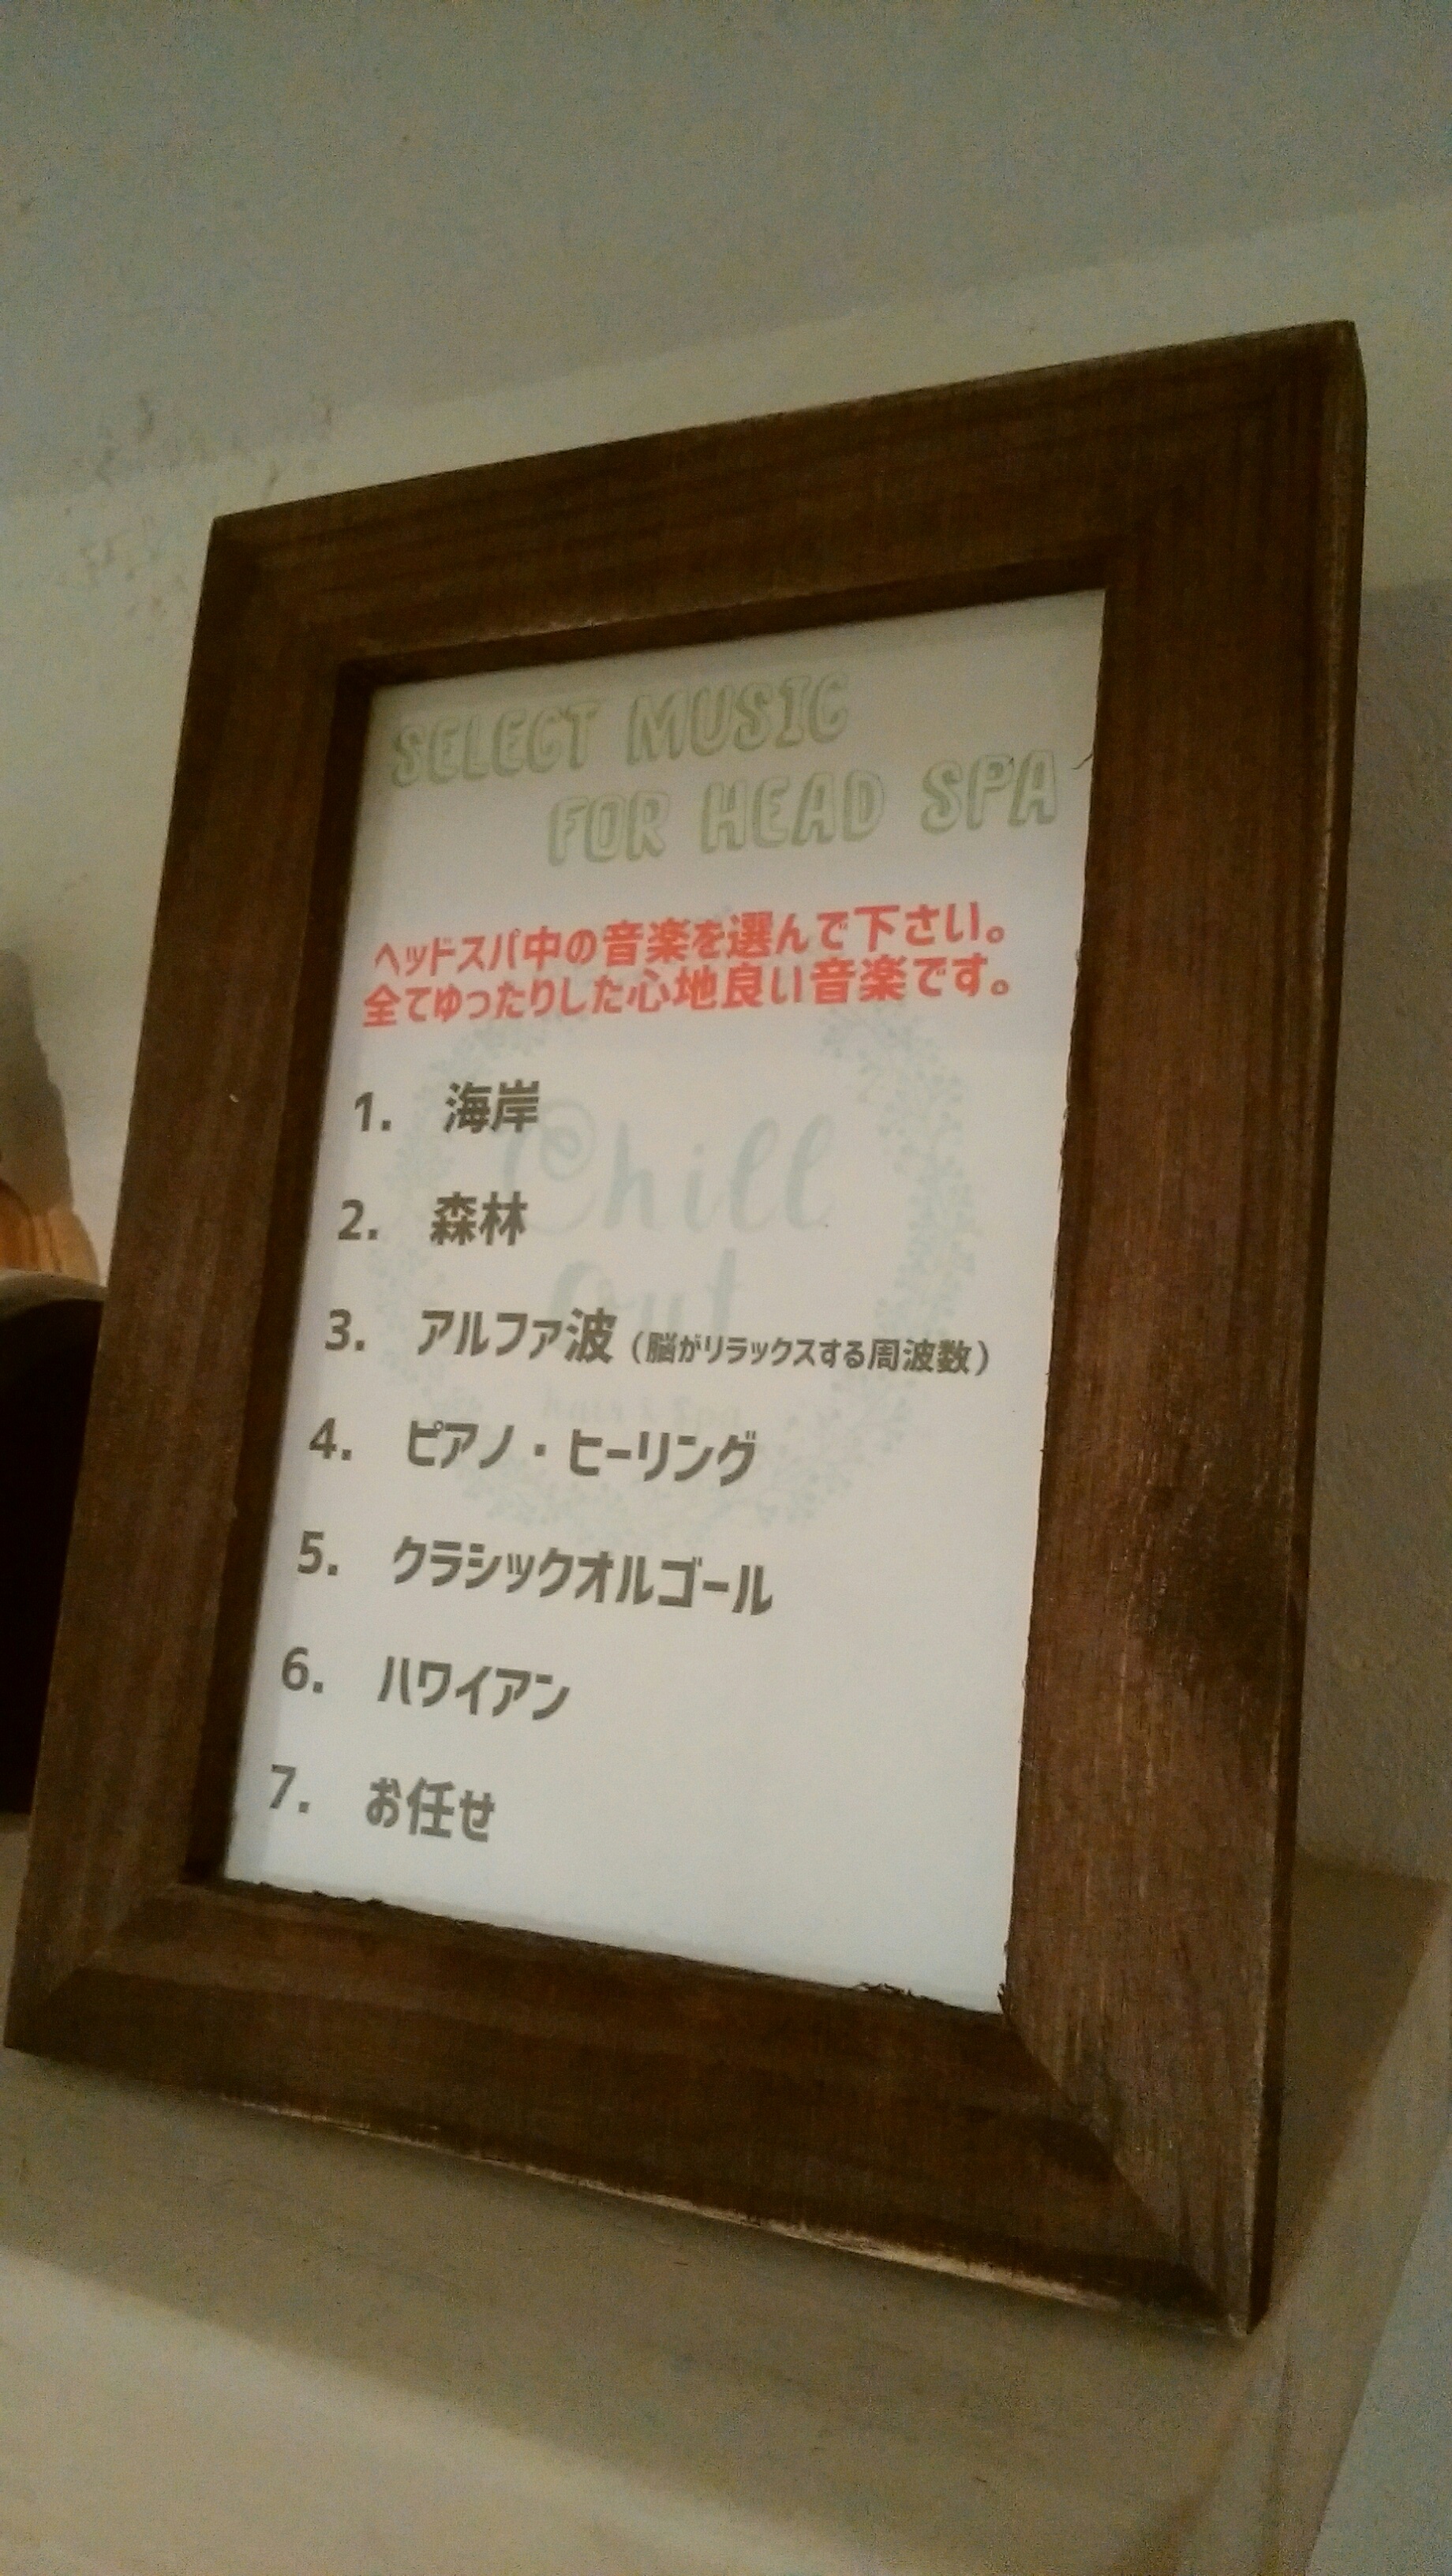 SELECT MUSIC
FOR HEAD SPA
ヘッドスパ中の音楽を選んで下さい。
全てゆったりした心地良い音楽です。
1. 海岸
2. 森林
3. アルファ波（脳がリラックスする周波数）
4. ピアノ・ヒーリング
5. クラシックオルゴール
6. ハワイアン
7. お任せ
Chill
Out
hair & spa